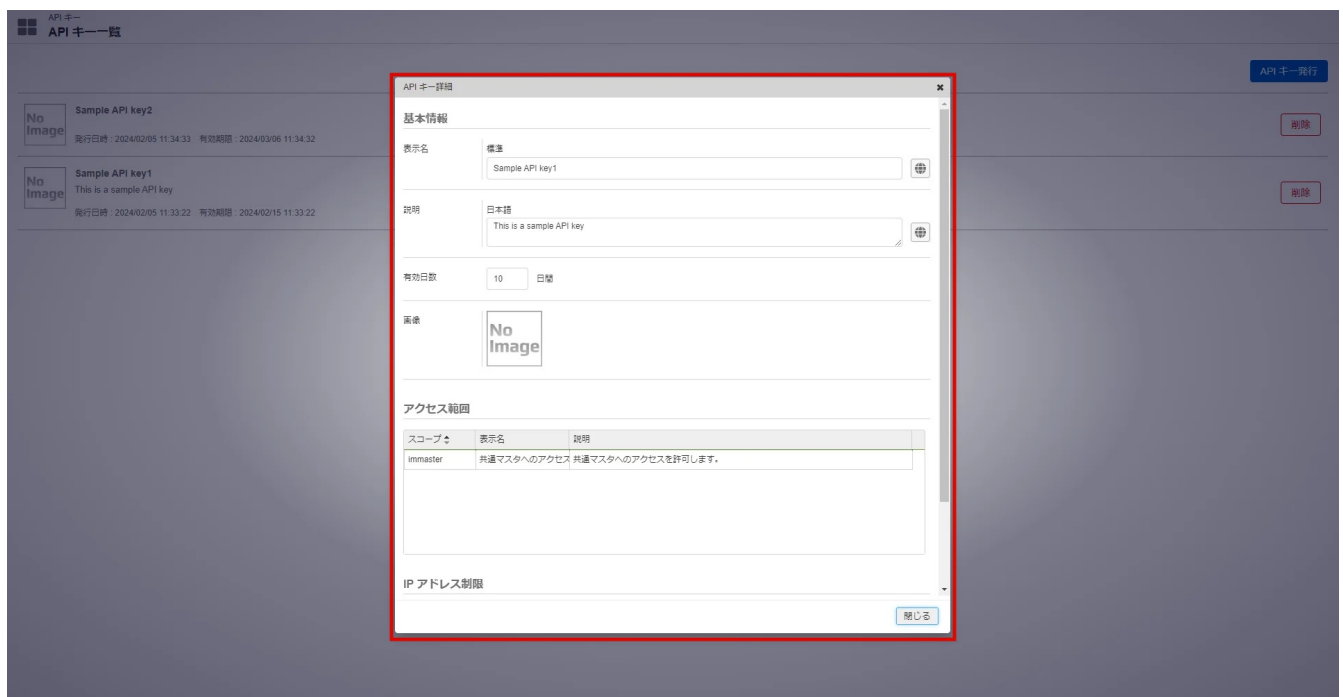 API キー
API キー一覧
API キー発行
No
Image
Sample API key2
発行日時 : 2024/02/05 11:34:33 有効期限 : 2024/03/06 11:34:32
削除
No
Image
Sample API key1
This is a sample API key
発行日時 : 2024/02/05 11:33:22 有効期限 : 2024/02/15 11:33:22
削除
API キー詳細
基本情報
表示名
標準
Sample API key1
説明
日本語
This is a sample API key
有効日数
10 日間
画像
No
Image
アクセス範囲
スコープ 表示名 説明
immaster 共通マスタへのアクセス 共通マスタへのアクセスを許可します。
IP アドレス制限
閉じる